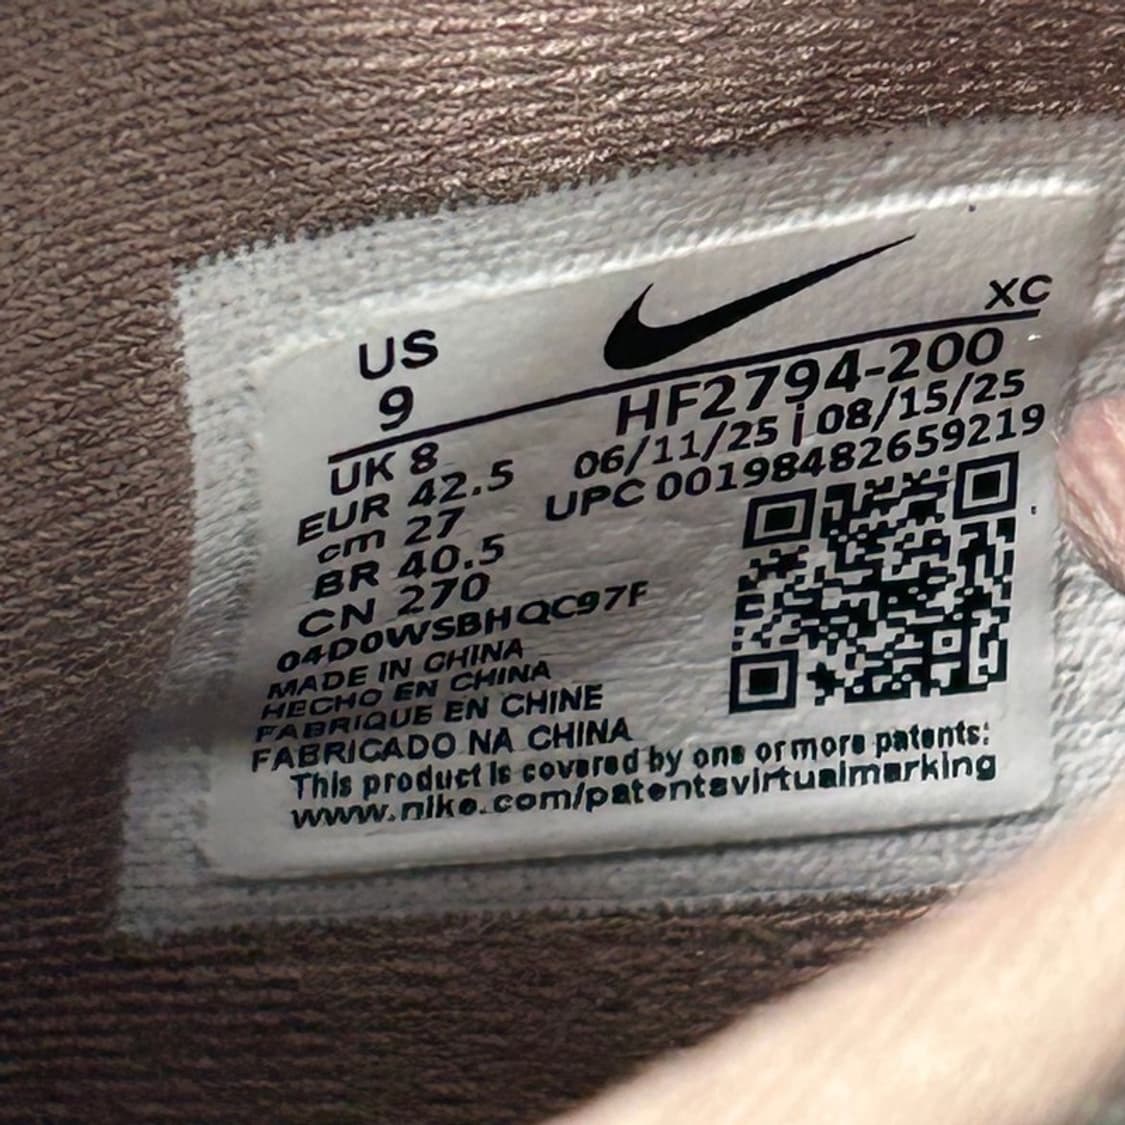 US
9
XC
UK 8
EUR 42.5
cm 27
BR 40.5
CN 270
HF2794-200
06/11/25 | 08/15/25
UPC 00198482659219
04D0WSBHQC97F
MADE IN CHINA
HECHO EN CHINA
FABRIQUE EN CHINE
FABRICADO NA CHINA
This product is covered by one or more patents:
www.nike.com/patentsvirtualmarking